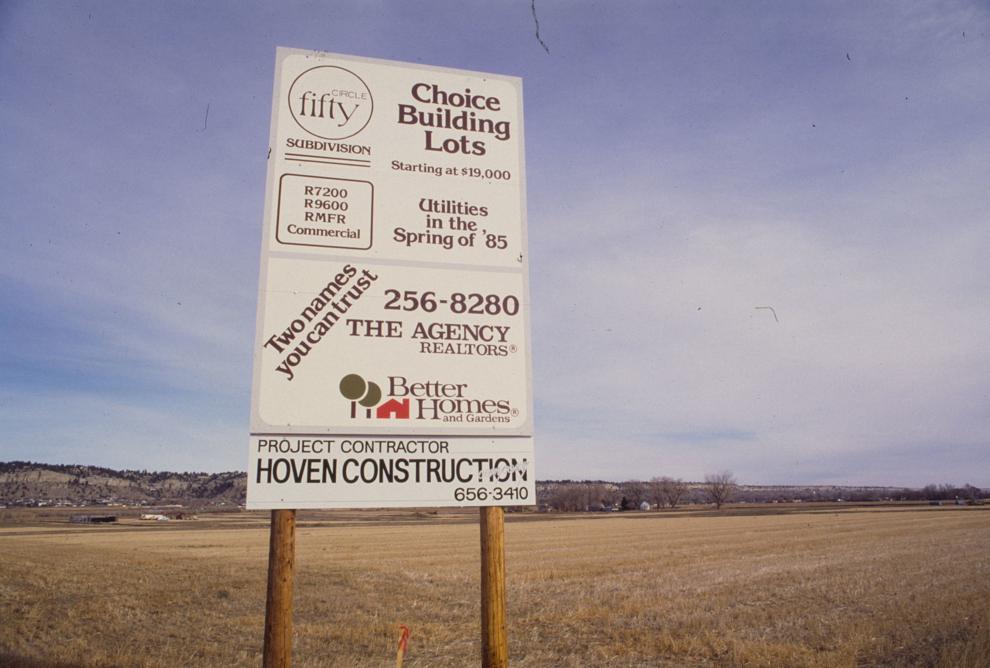 CIRCLE
fifty
SUBDIVISION
Choice
Building
Lots
Starting at $19,000
R7200
R9600
RMFR
Commercial
Utilities
in the
Spring of '85
Two names
you can trust
256-8280
THE AGENCY
REALTORS®
Better
Homes®
and Gardens
PROJECT CONTRACTOR
HOVEN CONSTRUCTION
656-3410